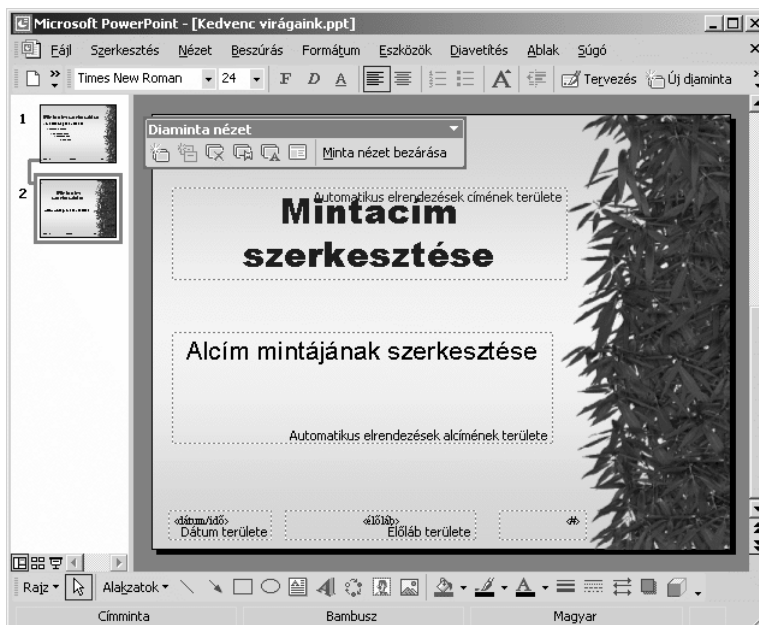 Microsoft PowerPoint - [Kedvenc virágaink.ppt]
Fájl Szerkesztés Nézet Beszúrás Formátum Eszközök Diavetítés Ablak Súgó
Times New Roman 24 F D A Tervezés Új diaminta
1
2
Diaminta nézet
Minta nézet bezárása
Automatikus elrendezések címének területe
Mintacím
szerkesztése
Alcím mintájának szerkesztése
Automatikus elrendezések alcímének területe
‹dátum/idő› ‹élőláb› ‹#›
Dátum területe Élőláb területe
Rajz Alakzatok
Címminta Bambusz Magyar